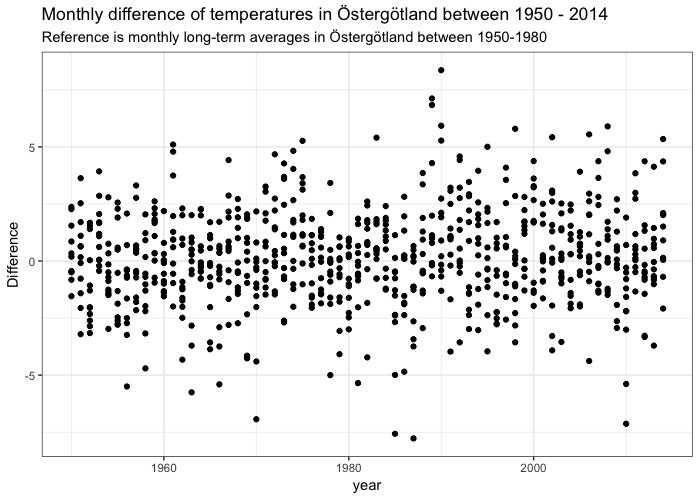 Monthly difference of temperatures in Östergötland between 1950 - 2014
Reference is monthly long-term averages in Östergötland between 1950-1980
5
0
-5
Difference
1960
1980
2000
year